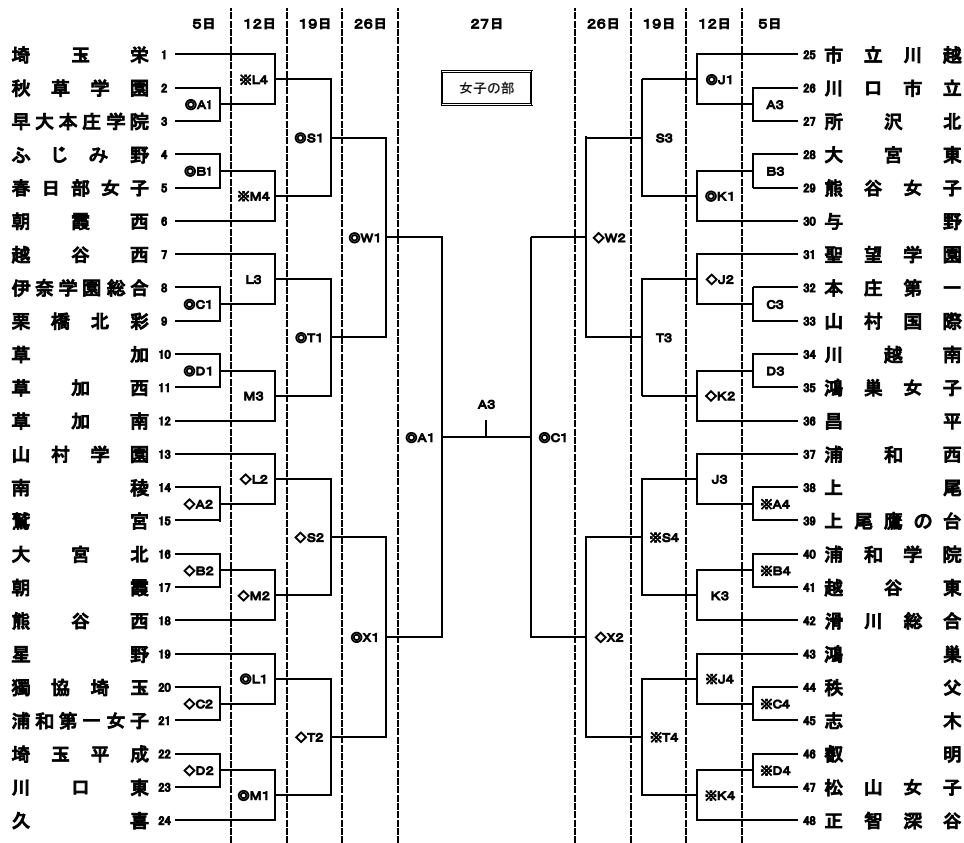 5日 12日 19日 26日 27日 26日 19日 12日 5日
女子の部
埼玉栄 1
秋草学園 2
早大本庄学院 3
ふじみ野 4
春日部女子 5
朝霞西 6
越谷西 7
伊奈学園総合 8
栗橋北彩 9
草加 10
草加西 11
草加南 12
山村学園 13
南稜 14
鷲宮 15
大宮北 16
朝霞 17
熊谷西 18
星野 19
獨協埼玉 20
浦和第一女子 21
埼玉平成 22
川口東 23
久喜 24
◎A1
◎B1
◎C1
◎D1
◇A2
◇B2
◇C2
◇D2
※L4
※M4
L3
M3
◇L2
◇M2
◎L1
◎M1
◎S1
◎T1
◇S2
◇T2
◎W1
◎X1
◎A1
A3
◎C1
◇W2
◇X2
S3
T3
※S4
※T4
◎J1
◎K1
◇J2
◇K2
J3
K3
※J4
※K4
A3
B3
C3
D3
※A4
※B4
※C4
※D4
25 市立川越
26 川口市立
27 所沢北
28 大宮東
29 熊谷女子
30 与野
31 聖望学園
32 本庄第一
33 山村国際
34 川越南
35 鴻巣女子
36 昌平
37 浦和西
38 上尾
39 上尾鷹の台
40 浦和学院
41 越谷東
42 滑川総合
43 鴻巣
44 秩父
45 志木
46 叡明
47 松山女子
48 正智深谷